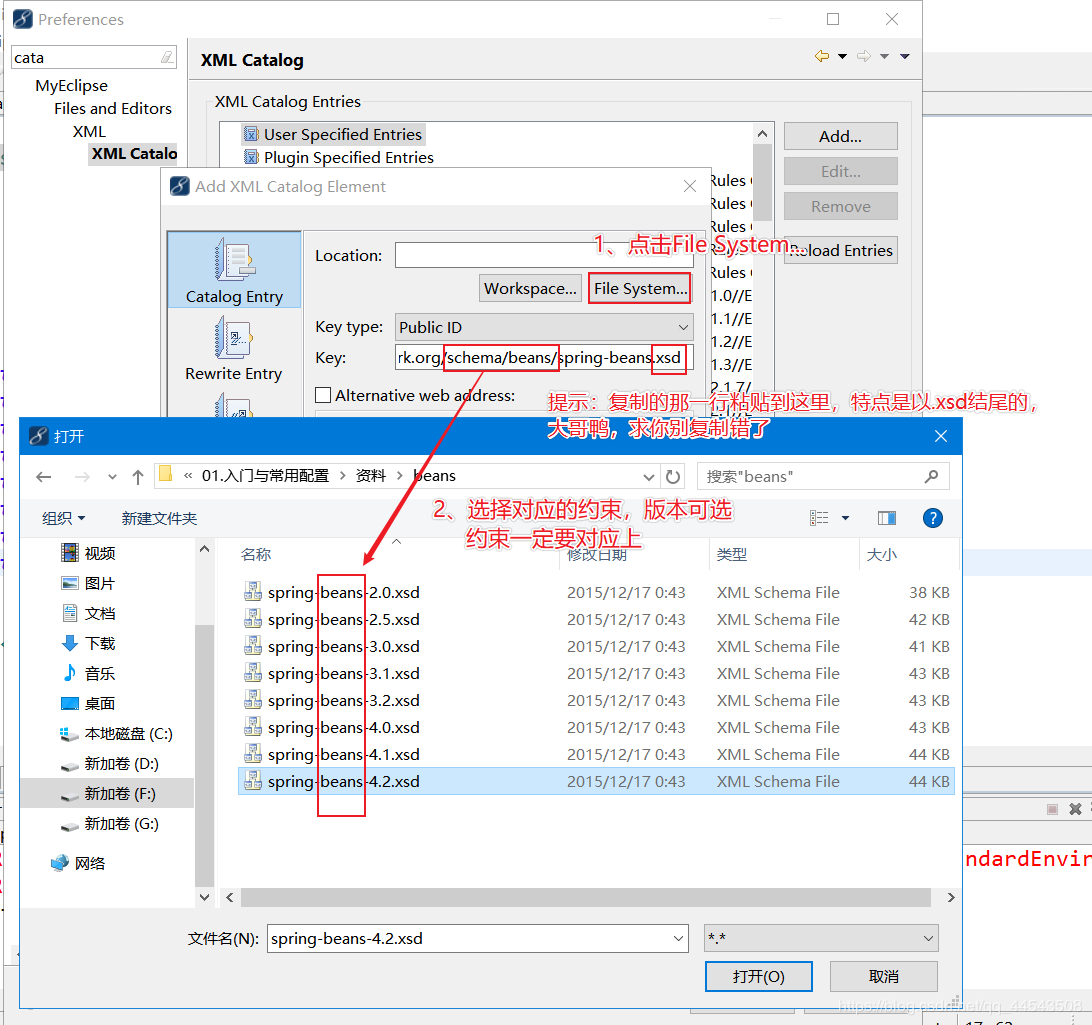 Preferences
cata
MyEclipse
Files and Editors
XML
XML Catalo
XML Catalog
XML Catalog Entries
User Specified Entries
Plugin Specified Entries
Add...
Edit...
Remove
Reload Entries
Rules
Rules
Rules
Rules
1.0//E
1.1//E
1.2//E
1.3//E
2.1.7/
Add XML Catalog Element
Catalog Entry
Rewrite Entry
1、点击File System...
Location:
Workspace...
File System...
Key type:
Public ID
Key:
rk.org/schema/beans/spring-beans.xsd
Alternative web address:
提示：复制的那一行粘贴到这里，特点是以.xsd结尾的，
大哥鸭，求你别复制错了
打开
« 01.入门与常用配置 > 资料 > beans
搜索"beans"
2、选择对应的约束，版本可选
约束一定要对应上
组织
新建文件夹
视频
图片
文档
下载
音乐
桌面
本地磁盘 (C:)
新加卷 (D:)
新加卷 (F:)
新加卷 (G:)
网络
名称 修改日期 类型 大小
spring-beans-2.0.xsd 2015/12/17 0:43 XML Schema File 38 KB
spring-beans-2.5.xsd 2015/12/17 0:43 XML Schema File 42 KB
spring-beans-3.0.xsd 2015/12/17 0:43 XML Schema File 41 KB
spring-beans-3.1.xsd 2015/12/17 0:43 XML Schema File 43 KB
spring-beans-3.2.xsd 2015/12/17 0:43 XML Schema File 43 KB
spring-beans-4.0.xsd 2015/12/17 0:43 XML Schema File 43 KB
spring-beans-4.1.xsd 2015/12/17 0:43 XML Schema File 44 KB
spring-beans-4.2.xsd 2015/12/17 0:43 XML Schema File 44 KB
ndardEnvir
文件名(N):
spring-beans-4.2.xsd
*.*
打开(O)
取消
https://blog.csdn.net/qq_44543508